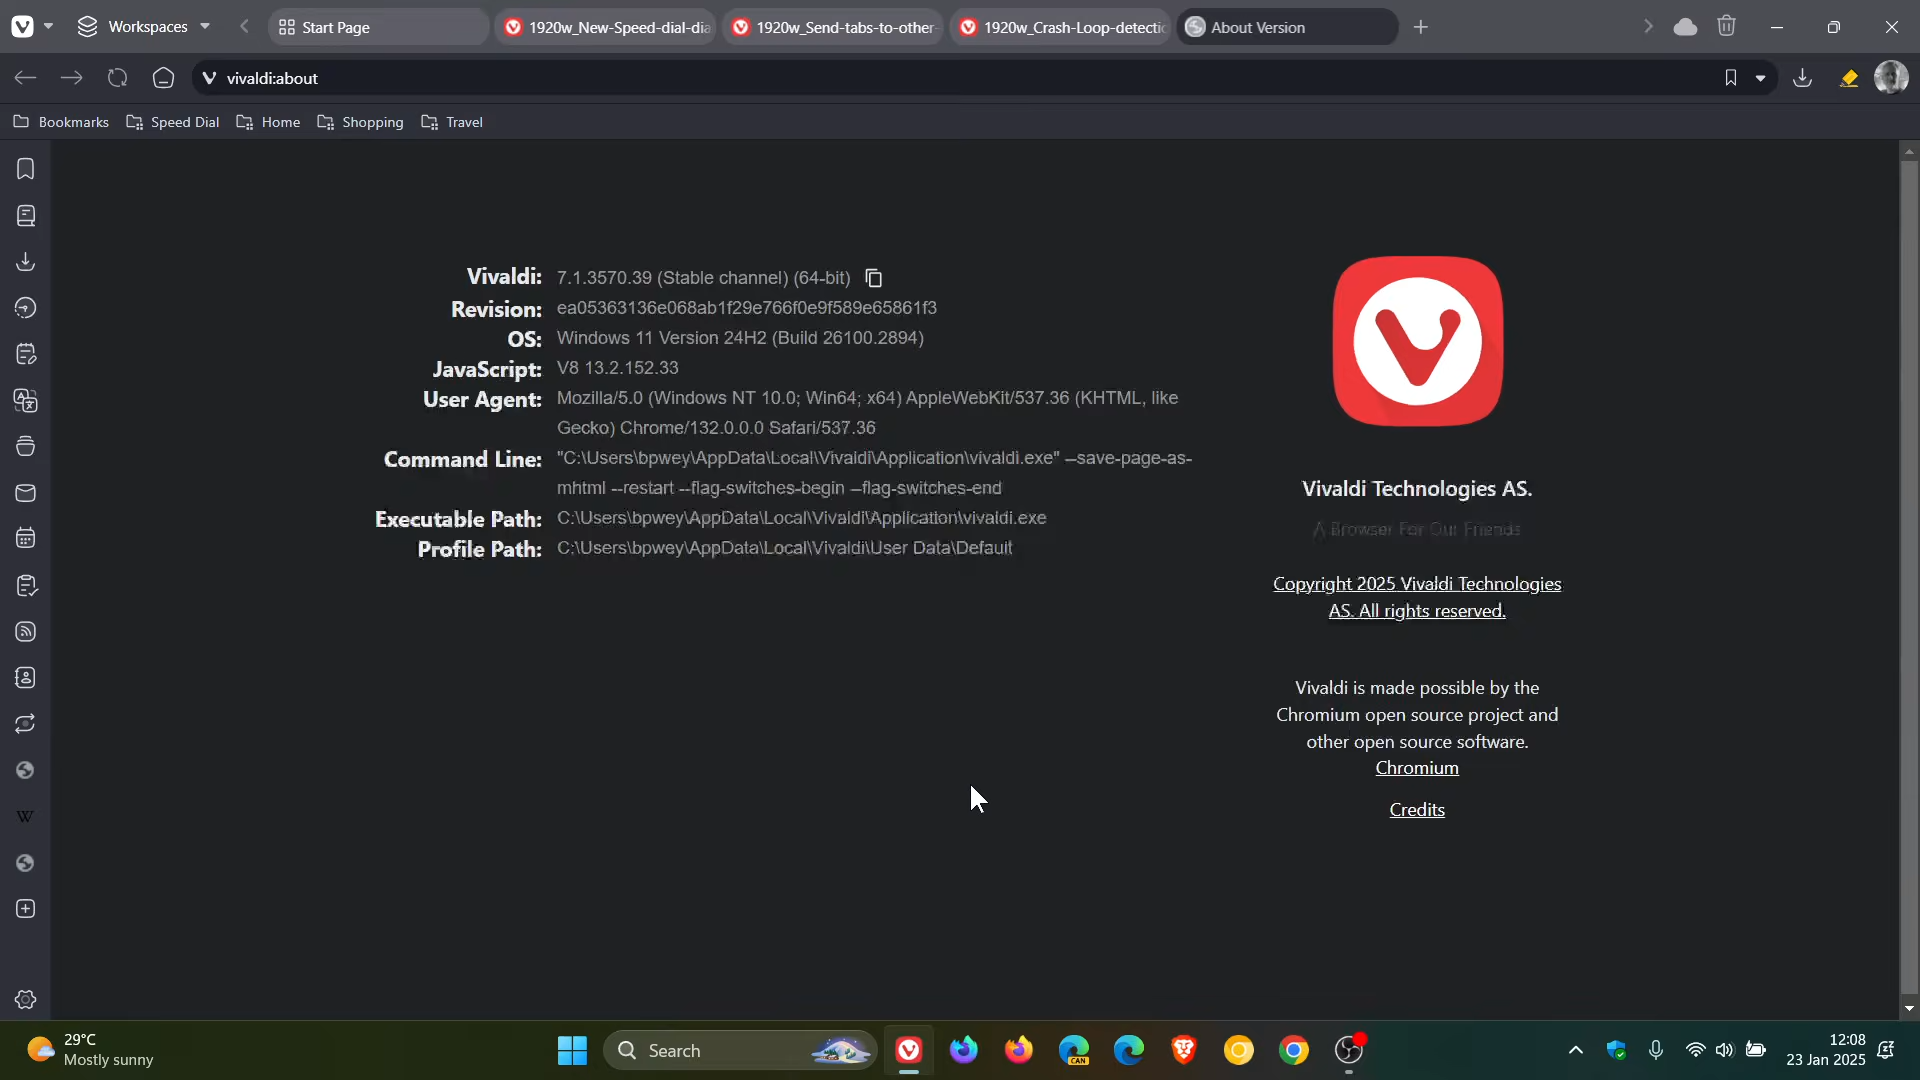 Workspaces
Start Page
1920w_New-Speed-dial-dia
1920w_Send-tabs-to-other-
1920w_Crash-Loop-detectic
About Version
vivaldi:about
Bookmarks
Speed Dial
Home
Shopping
Travel
Vivaldi: 7.1.3570.39 (Stable channel) (64-bit)
Revision: ea05363136e068ab1f29e766f0e9f589e65861f3
OS: Windows 11 Version 24H2 (Build 26100.2894)
JavaScript: V8 13.2.152.33
User Agent: Mozilla/5.0 (Windows NT 10.0; Win64; x64) AppleWebKit/537.36 (KHTML, like
Gecko) Chrome/132.0.0.0 Safari/537.36
Command Line: "C:\Users\bpwey\AppData\Local\Vivaldi\Application\vivaldi.exe" --save-page-as-
mhtml --restart --flag-switches-begin --flag-switches-end
Executable Path: C:\Users\bpwey\AppData\Local\Vivaldi\Application\vivaldi.exe
Profile Path: C:\Users\bpwey\AppData\Local\Vivaldi\User Data\Default
Vivaldi Technologies AS.
A Browser For Our Friends
Copyright 2025 Vivaldi Technologies
AS. All rights reserved.
Vivaldi is made possible by the
Chromium open source project and
other open source software.
Chromium
Credits
W
29°C
Mostly sunny
Search
CAN
12:08
23 Jan 2025